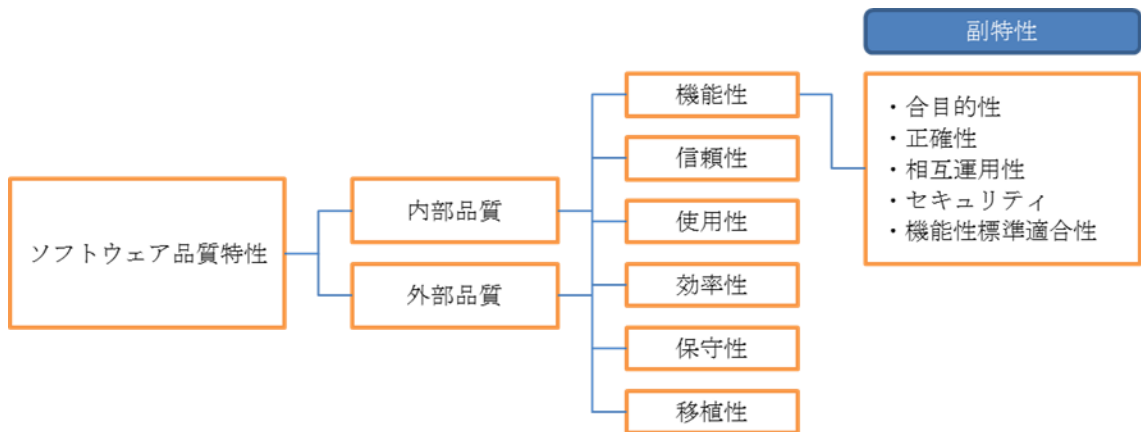 副特性
ソフトウェア品質特性
内部品質
外部品質
機能性
信頼性
使用性
効率性
保守性
移植性
・合目的性
・正確性
・相互運用性
・セキュリティ
・機能性標準適合性